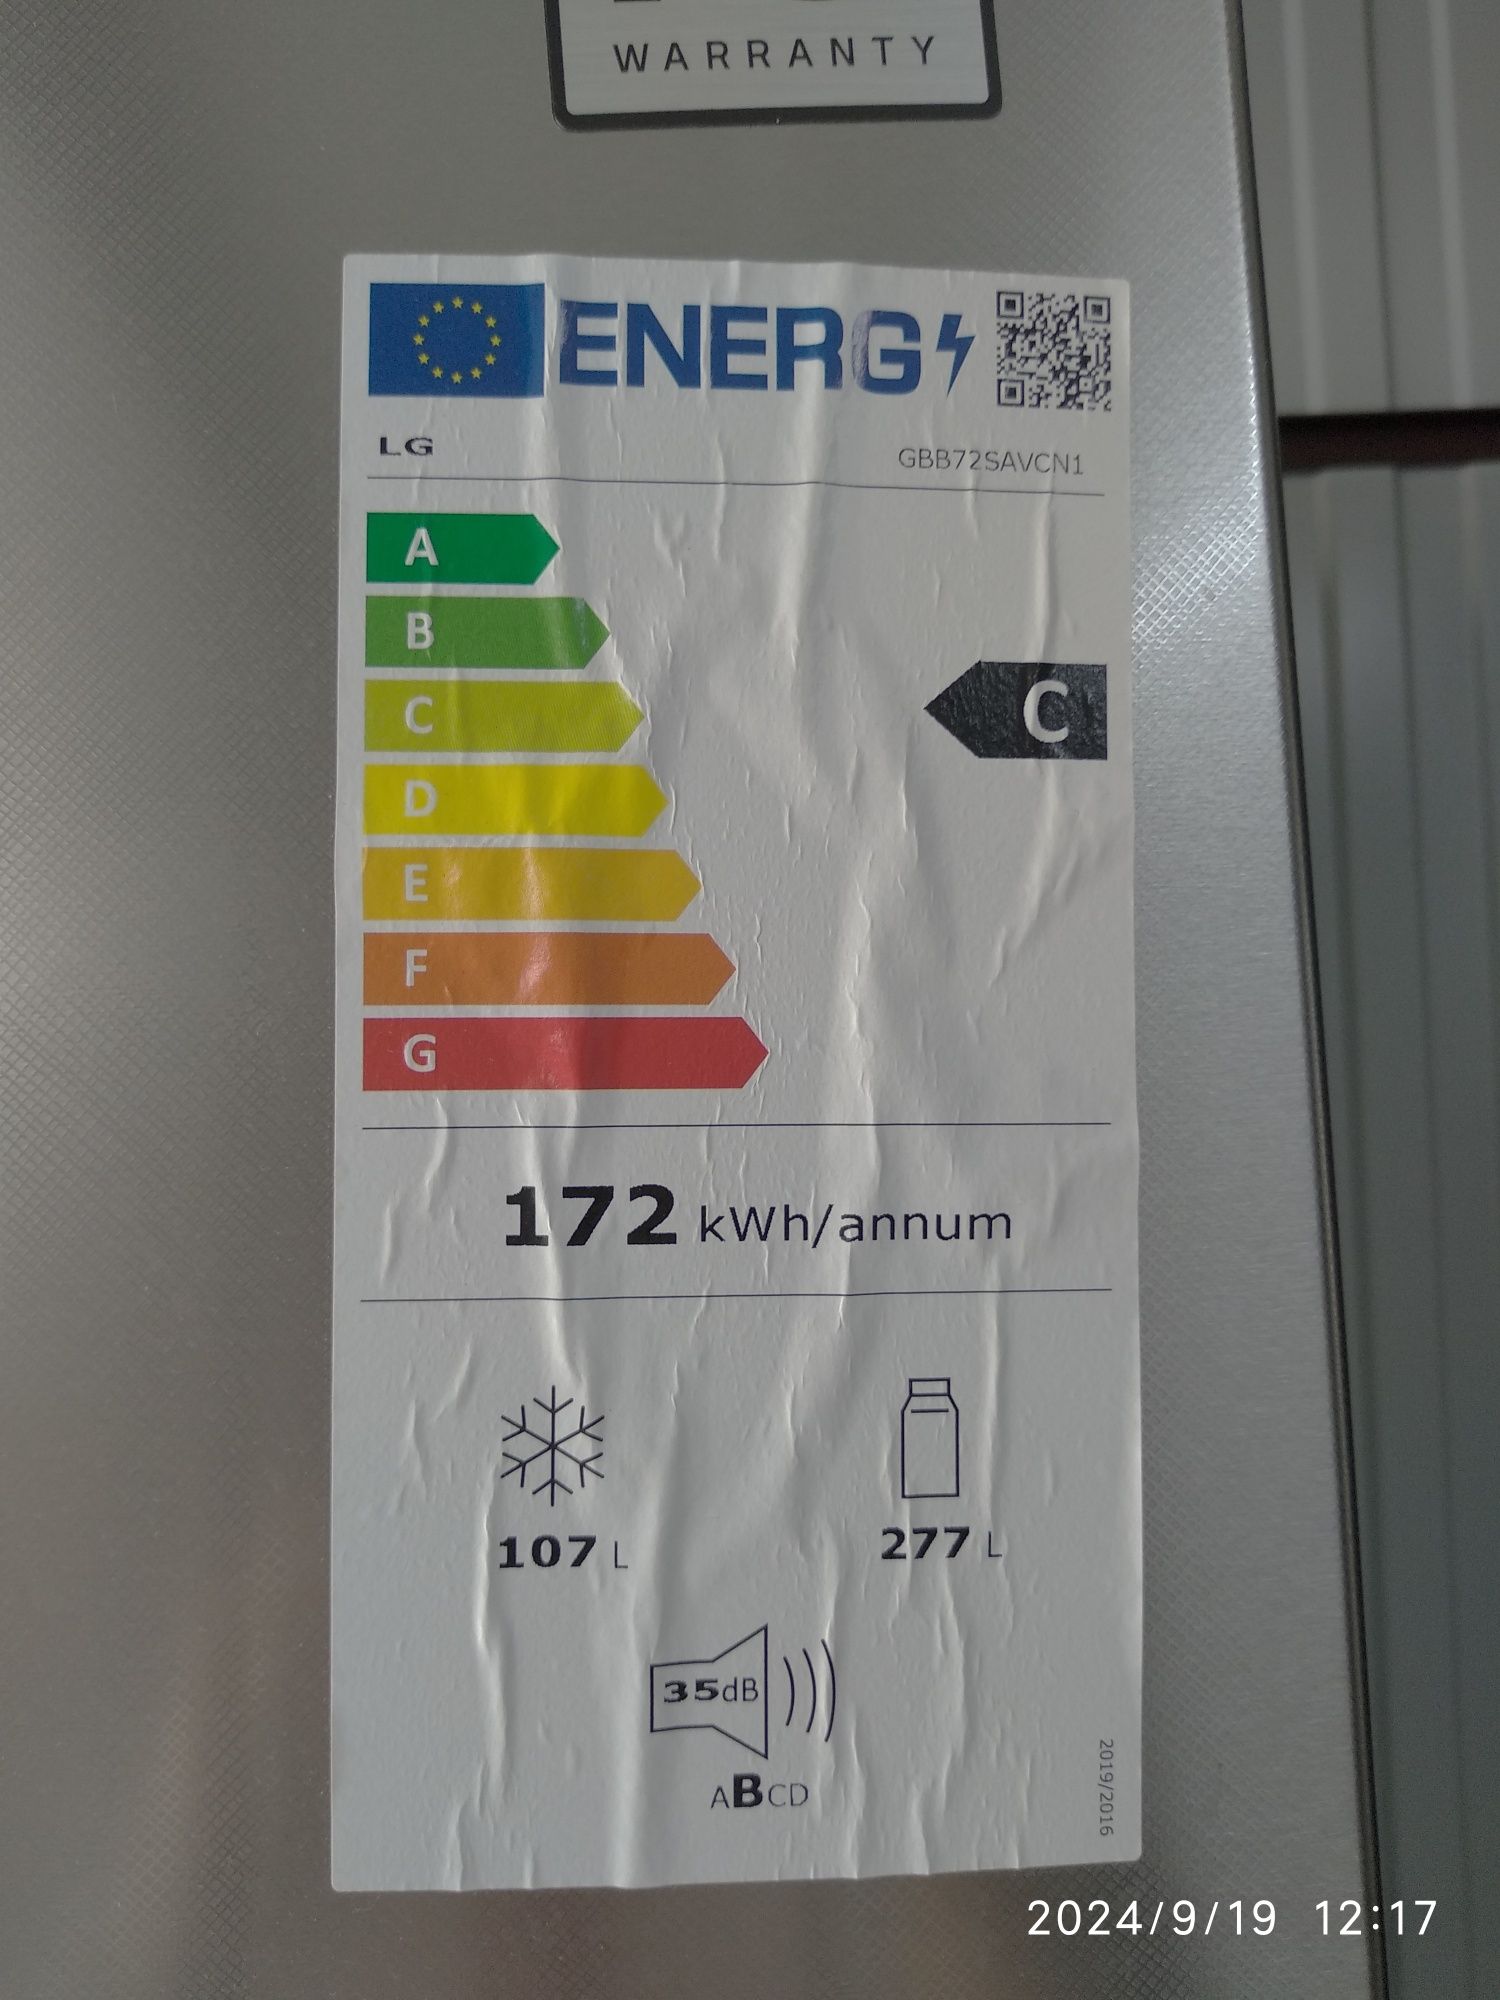 WARRANTY
ENERG
LG
GBB72SAVCN1
A
B
C
C
D
E
F
G
172 kWh/annum
107 L
277 L
35dB
ABCD
2019/2016
2024/9/19 12:17